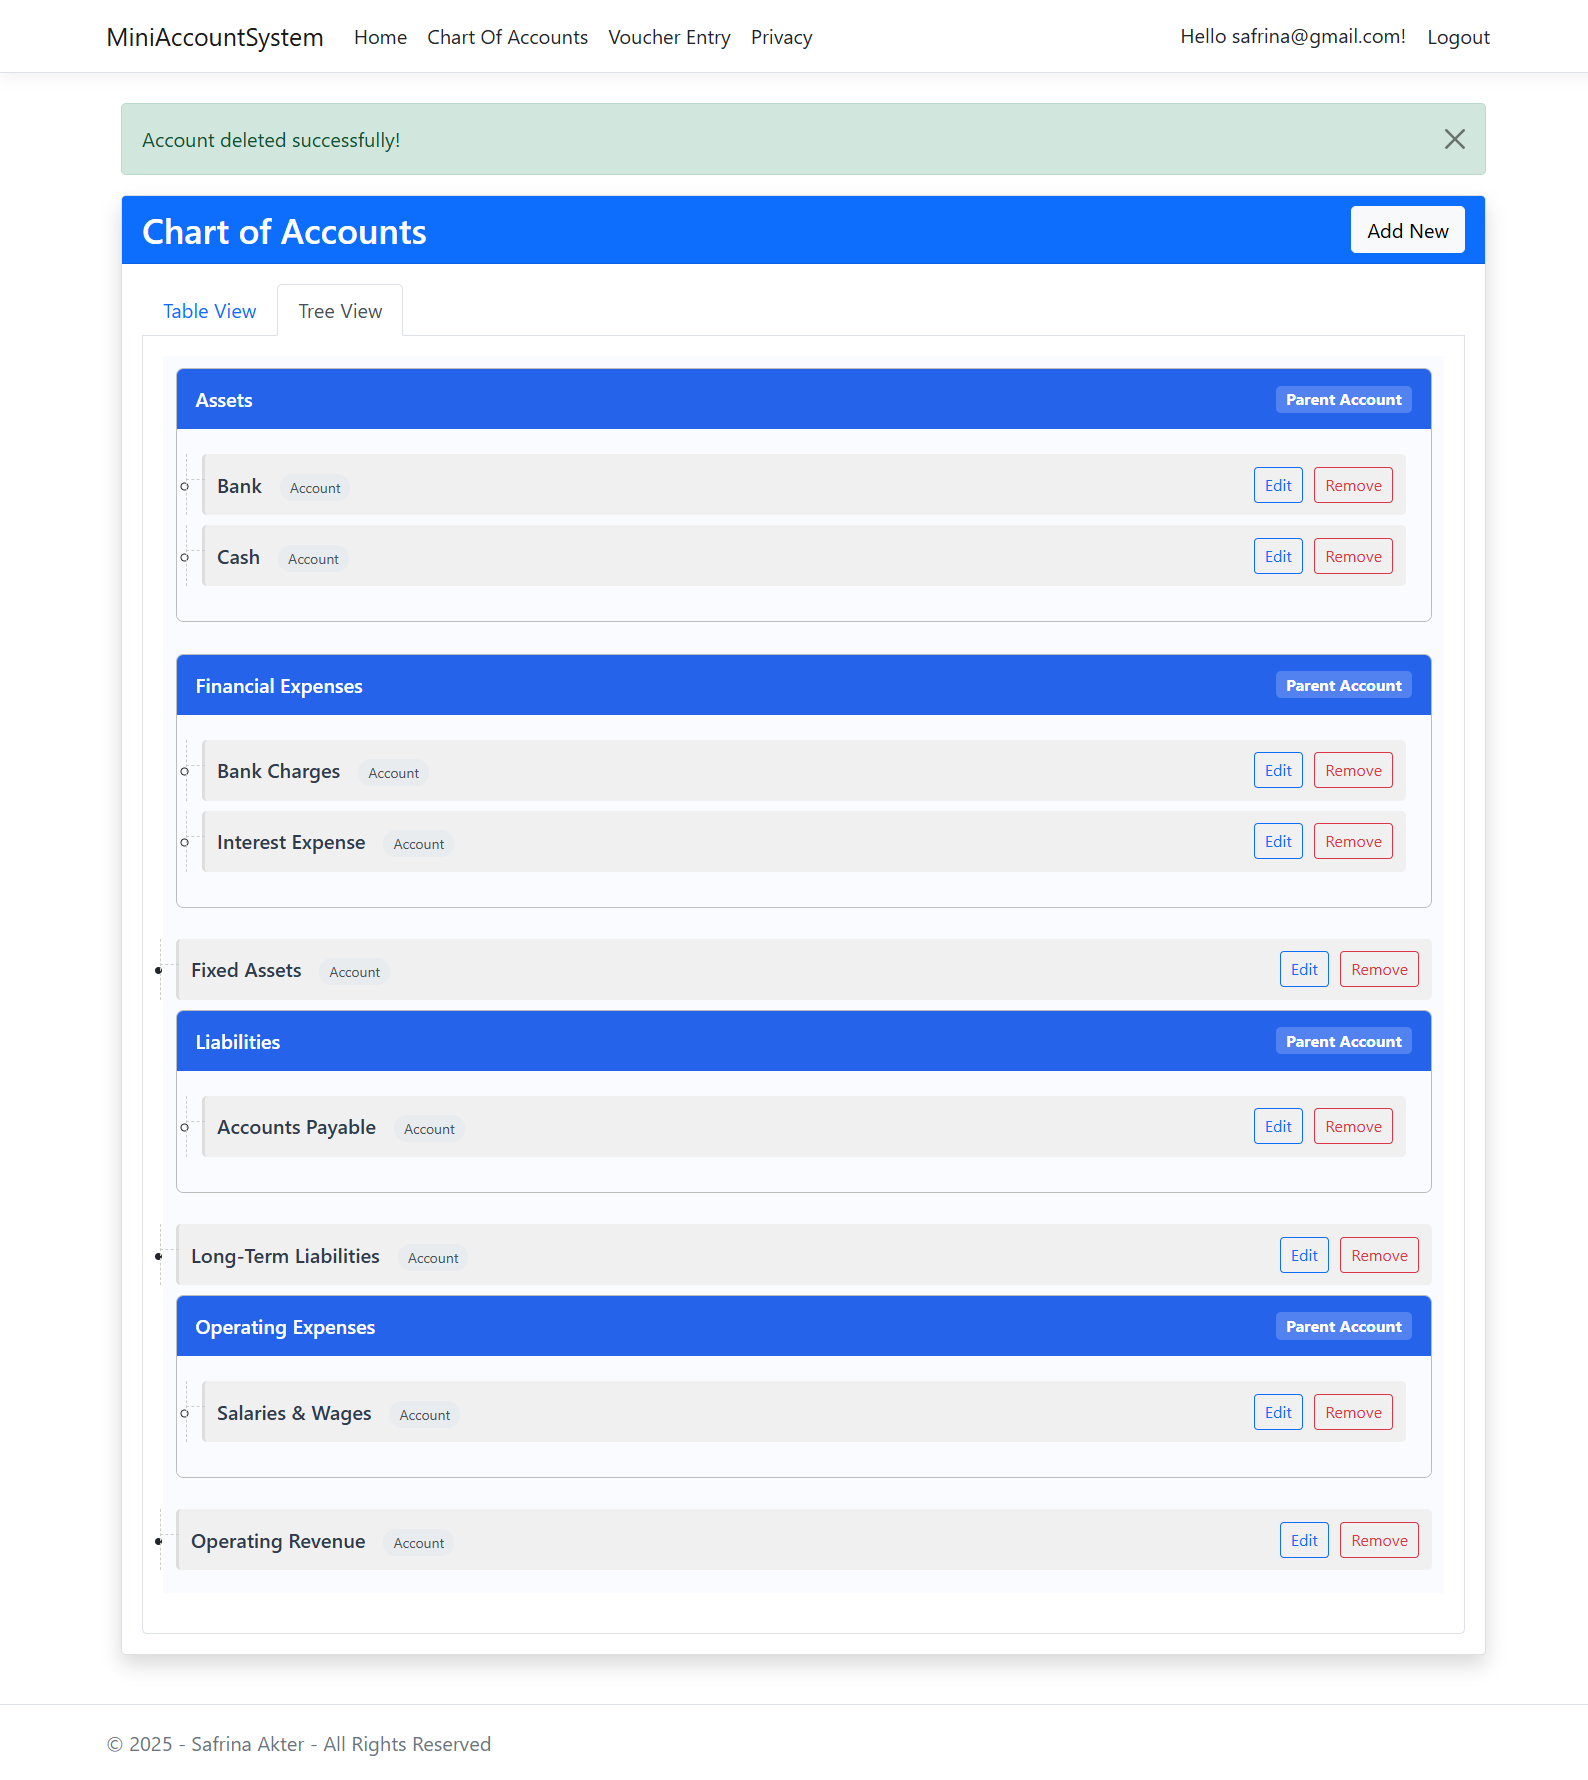 MiniAccountSystem Home Chart Of Accounts Voucher Entry Privacy Hello safrina@gmail.com! Logout
Account deleted successfully!
Chart of Accounts Add New
Table View Tree View
Assets Parent Account
Bank Account Edit Remove
Cash Account Edit Remove
Financial Expenses Parent Account
Bank Charges Account Edit Remove
Interest Expense Account Edit Remove
Fixed Assets Account Edit Remove
Liabilities Parent Account
Accounts Payable Account Edit Remove
Long-Term Liabilities Account Edit Remove
Operating Expenses Parent Account
Salaries & Wages Account Edit Remove
Operating Revenue Account Edit Remove
© 2025 - Safrina Akter - All Rights Reserved